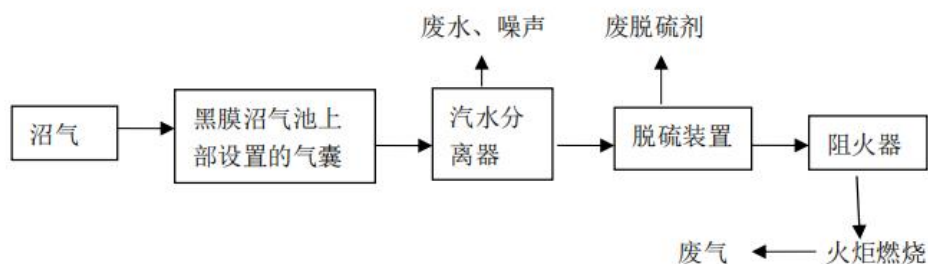 废水、噪声
废脱硫剂
沼气
黑膜沼气池上
部设置的气囊
汽水分
离器
脱硫装置
阻火器
废气
火炬燃烧